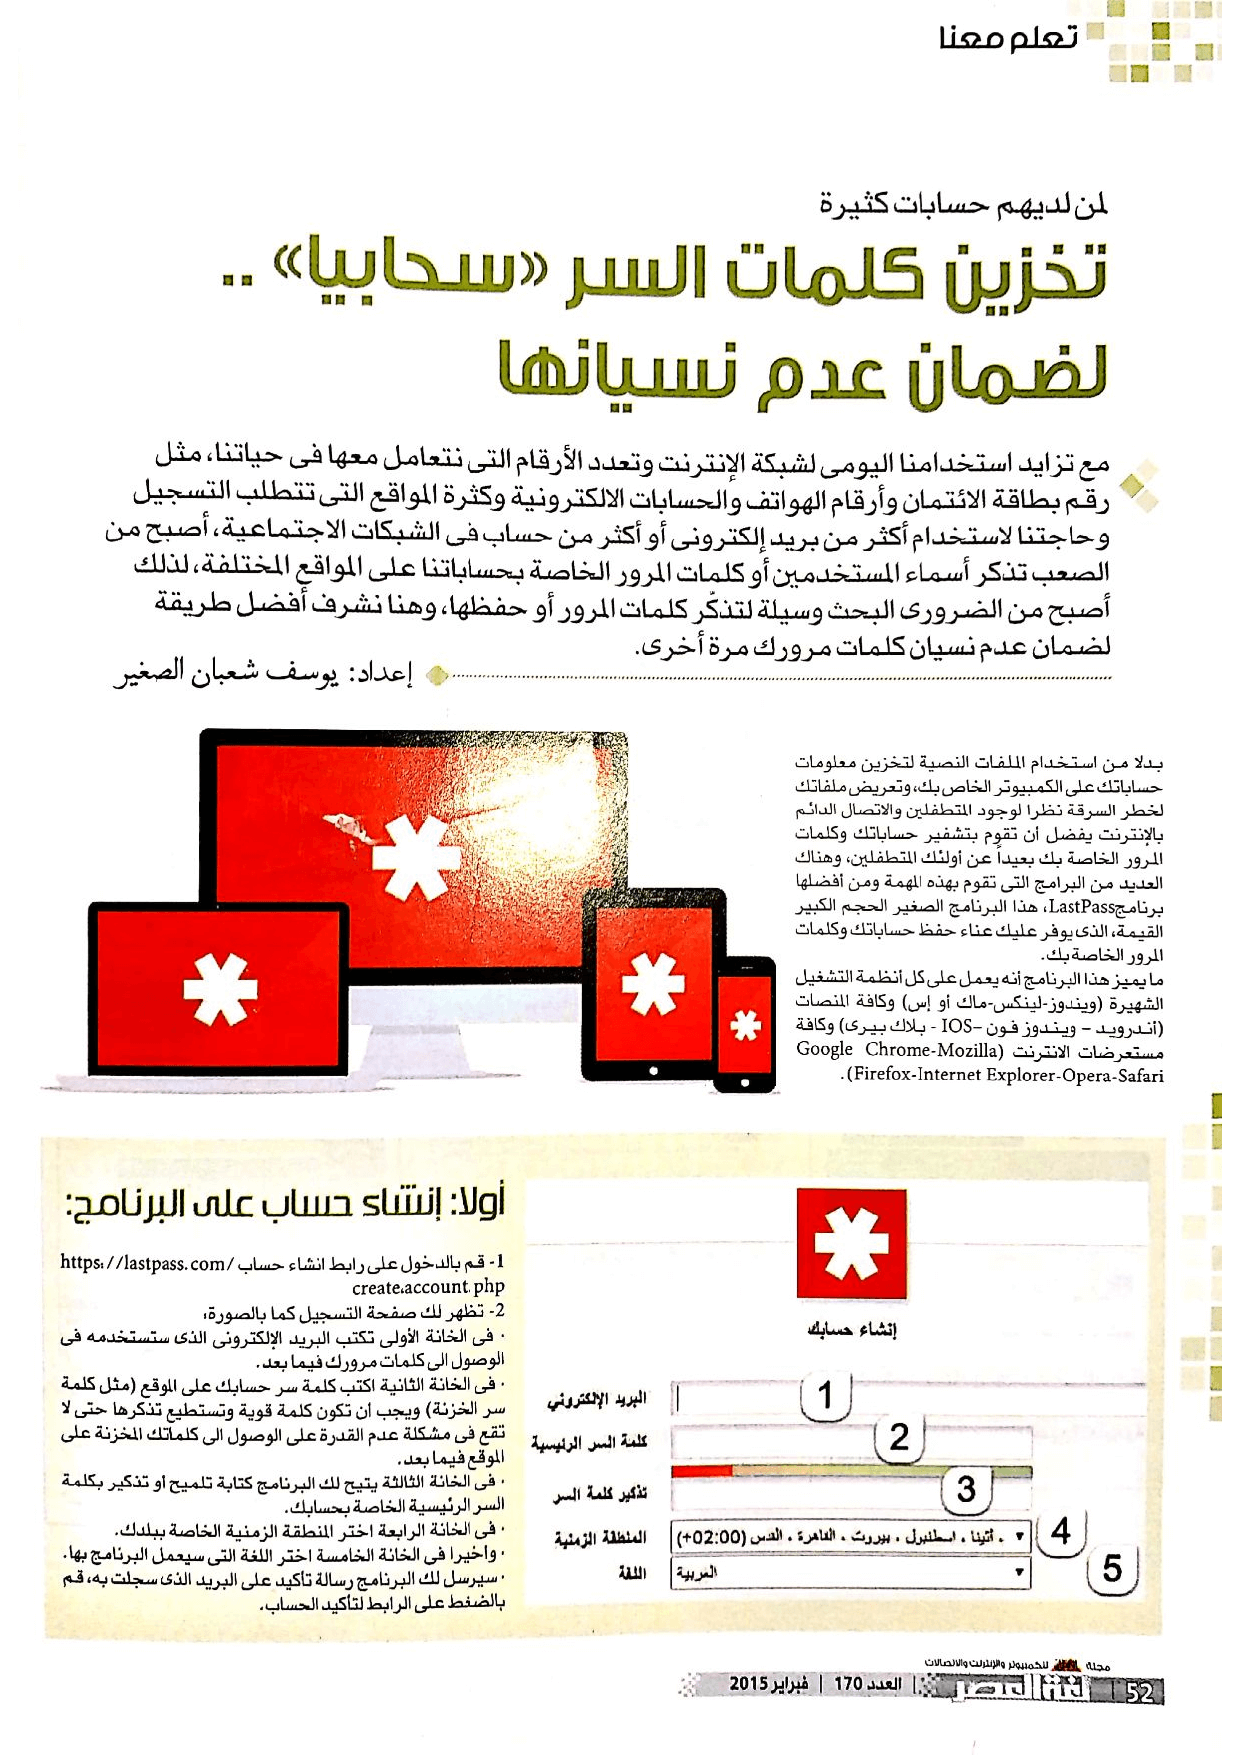 تعلم معنا
لمن لديهم حسابات كثيرة
تخزين كلمات السر «سحابيا» ..
لضمان عدم نسيانها
مع تزايد استخدامنا اليومى لشبكة الإنترنت وتعدد الأرقام التى نتعامل معها فى حياتنا، مثل
رقم بطاقة الائتمان وأرقام الهواتف والحسابات الالكترونية وكثرة المواقع التى تتطلب التسجيل
وحاجتنا لاستخدام أكثر من بريد إلكترونى أو أكثر من حساب فى الشبكات الاجتماعية، أصبح من
الصعب تذكر أسماء المستخدمين أو كلمات المرور الخاصة بحساباتنا على المواقع المختلفة، لذلك
أصبح من الضرورى البحث وسيلة لتذكّر كلمات المرور أو حفظها، وهنا نشرف أفضل طريقة
لضمان عدم نسيان كلمات مرورك مرة أخرى.
إعداد: يوسف شعبان الصغير
بدلا من استخدام الملفات النصية لتخزين معلومات
حساباتك على الكمبيوتر الخاص بك، وتعريض ملفاتك
لخطر السرقة نظرا لوجود المتطفلين والاتصال الدائم
بالإنترنت يفضل أن تقوم بتشفير حساباتك وكلمات
المرور الخاصة بك بعيداً عن أولئك المتطفلين، وهناك
العديد من البرامج التى تقوم بهذه المهمة ومن أفضلها
برنامجLastPass، هذا البرنامج الصغير الحجم الكبير
القيمة، الذى يوفر عليك عناء حفظ حساباتك وكلمات
المرور الخاصة بك.
ما يميز هذا البرنامج أنه يعمل على كل أنظمة التشغيل
الشهيرة (ويندوز-لينكس-ماك أو إس) وكافة المنصات
(أندرويد – ويندوز فون –IOS - بلاك بيرى) وكافة
مستعرضات الانترنت (Google Chrome-Mozilla
Firefox-Internet Explorer-Opera-Safari).
أولا: إنشاء حساب على البرنامج:
1- قم بالدخول على رابط انشاء حساب https://lastpass.com/
create،account.php
2- تظهر لك صفحة التسجيل كما بالصورة،
· فى الخانة الأولى تكتب البريد الإلكترونى الذى ستستخدمه فى
الوصول الى كلمات مرورك فيما بعد.
· فى الخانة الثانية اكتب كلمة سر حسابك على الموقع (مثل كلمة
سر الخزنة) ويجب أن تكون كلمة قوية وتستطيع تذكرها حتى لا
تقع فى مشكلة عدم القدرة على الوصول الى كلماتك المخزنة على
الموقع فيما بعد.
· فى الخانة الثالثة يتيح لك البرنامج كتابة تلميح أو تذكير بكلمة
السر الرئيسية الخاصة بحسابك.
· فى الخانة الرابعة اختر المنطقة الزمنية الخاصة ببلدك.
· وأخيرا فى الخانة الخامسة اختر اللغة التى سيعمل البرنامج بها.
· سيرسل لك البرنامج رسالة تأكيد على البريد الذى سجلت به، قم
بالضغط على الرابط لتأكيد الحساب.
إنشاء حسابك
البريد الإلكتروني 1
كلمة السر الرئيسية 2
تذكير كلمة السر 3
المنطقة الزمنية (+02:00) أثينا ، اسطنبول ، بيروت ، القاهرة ، القدس 4
اللغة العربية 5
مجلة الأهرام للكمبيوتر والإنترنت والاتصالات
52 لغة العصر | العدد 170 | فبراير 2015